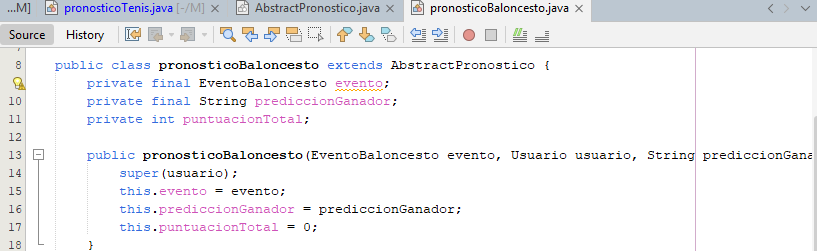 ...M] pronosticoTenis.java [-/M] AbstractPronostico.java pronosticoBaloncesto.java
Source History
8 public class pronosticoBaloncesto extends AbstractPronostico {
private final EventoBaloncesto evento;
10 private final String prediccionGanador;
11 private int puntuacionTotal;
12
13 public pronosticoBaloncesto(EventoBaloncesto evento, Usuario usuario, String prediccionGana
14 super(usuario);
15 this.evento = evento;
16 this.prediccionGanador = prediccionGanador;
17 this.puntuacionTotal = 0;
18 }